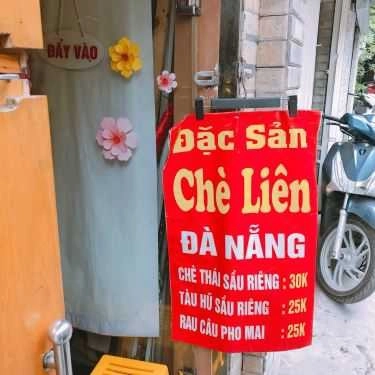 ĐẨY VÀO
Đặc Sản
Chè Liên
ĐÀ NẴNG
CHÈ THÁI SẦU RIÊNG : 30K
TÀU HŨ SẦU RIÊNG : 25K
RAU CÂU PHO MAI : 25K